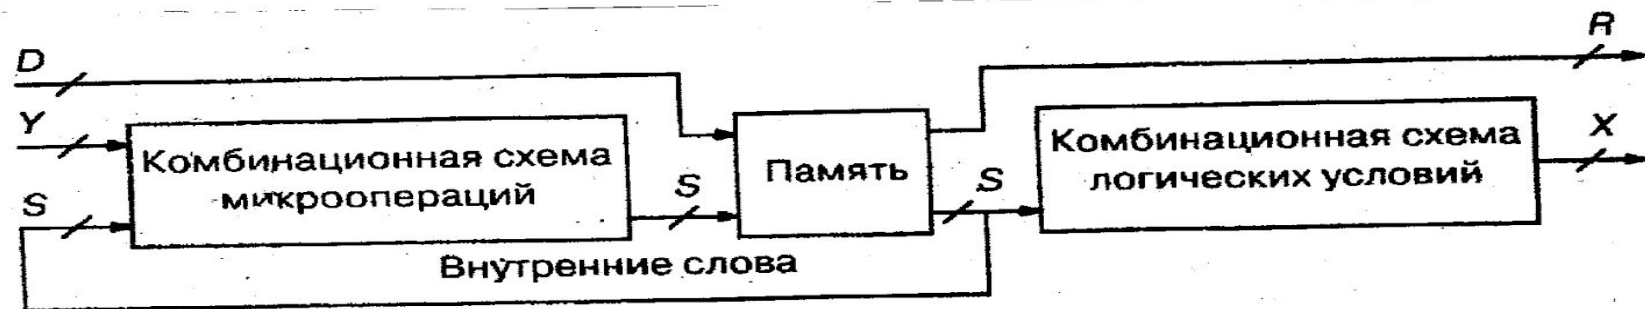 D
R
Y
Комбинационная схема
микроопераций
S
S
Память
S
Комбинационная схема
логических условий
X
Внутренние слова